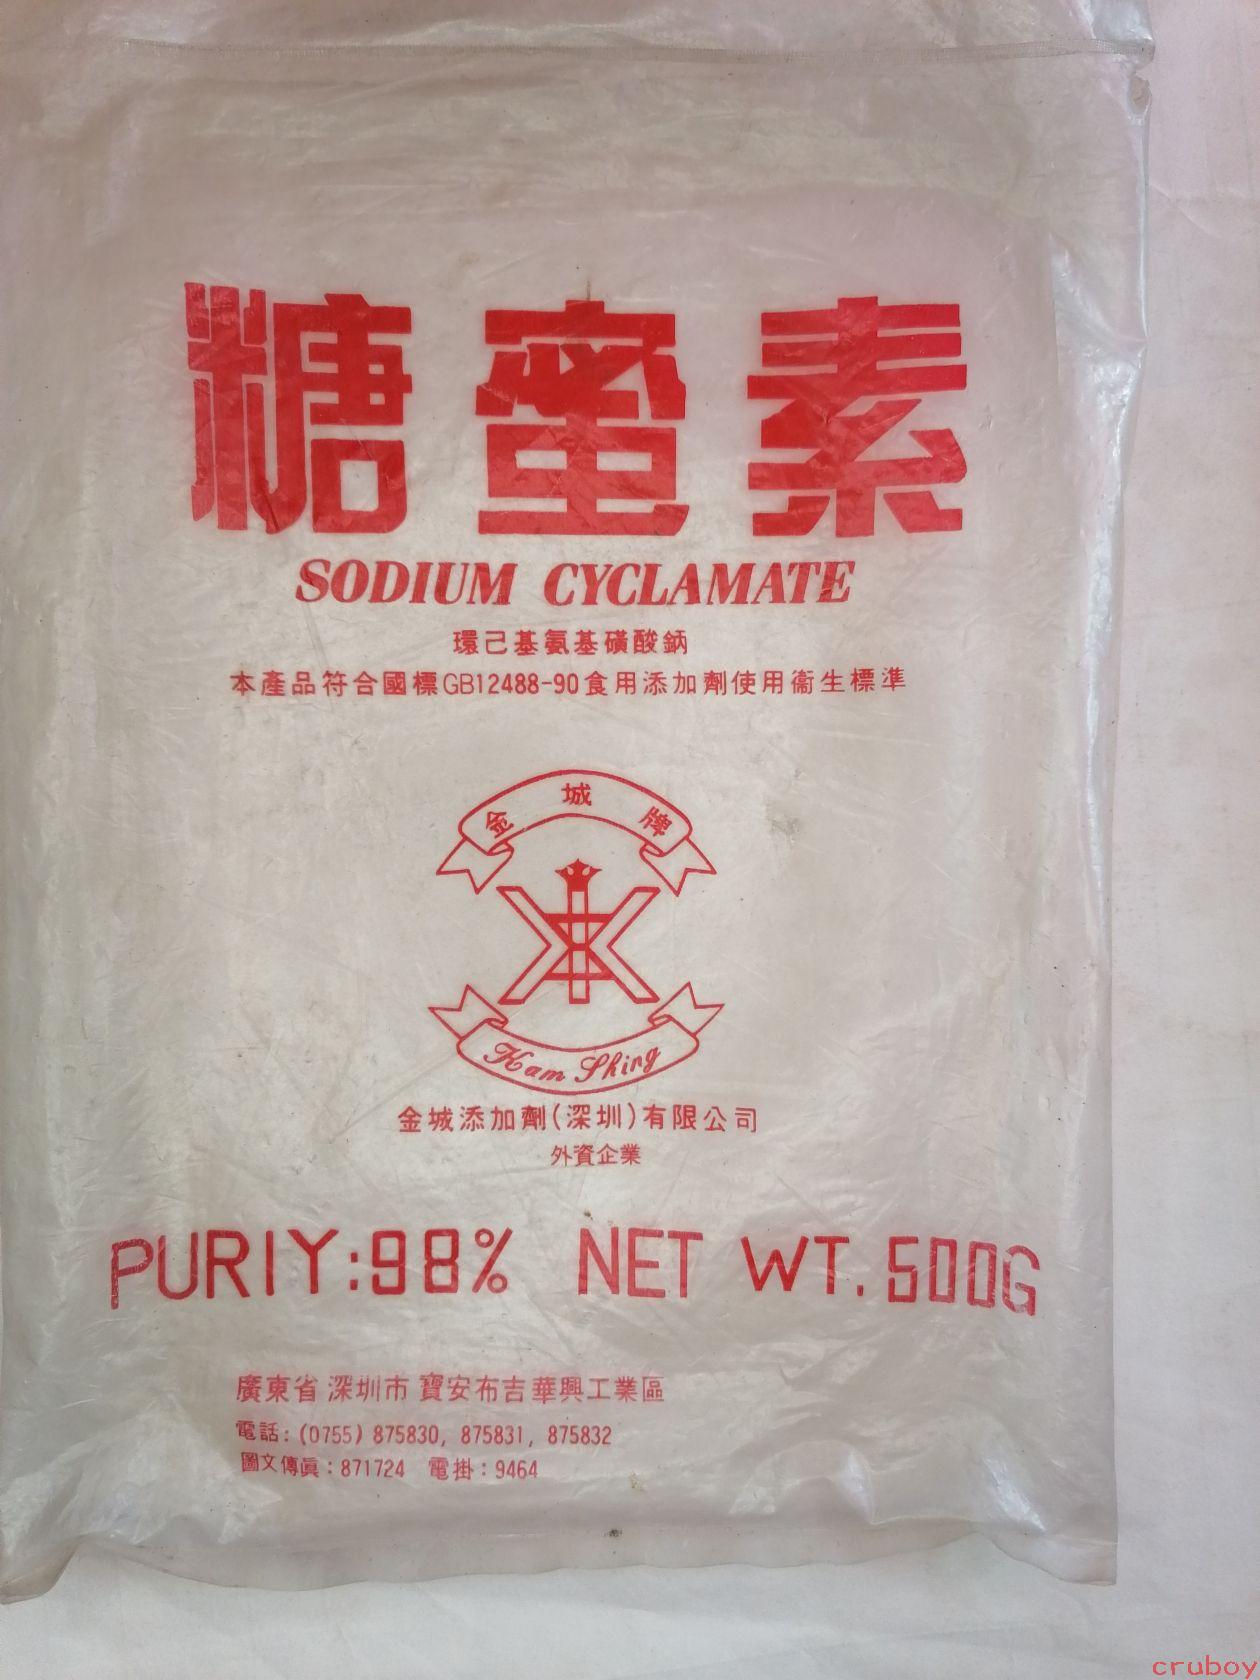 糖蜜素
SODIUM CYCLAMATE
環己基氨基磺酸鈉
本產品符合國標GB12488-90食用添加劑使用衞生標準
金城牌
Kam Shing
金城添加劑(深圳)有限公司
外資企業
PURIY:98% NET WT. 500G
廣東省 深圳市 寶安布吉華興工業區
電話:(0755) 875830, 875831, 875832
圖文傳眞:871724 電掛:9464
cruboy